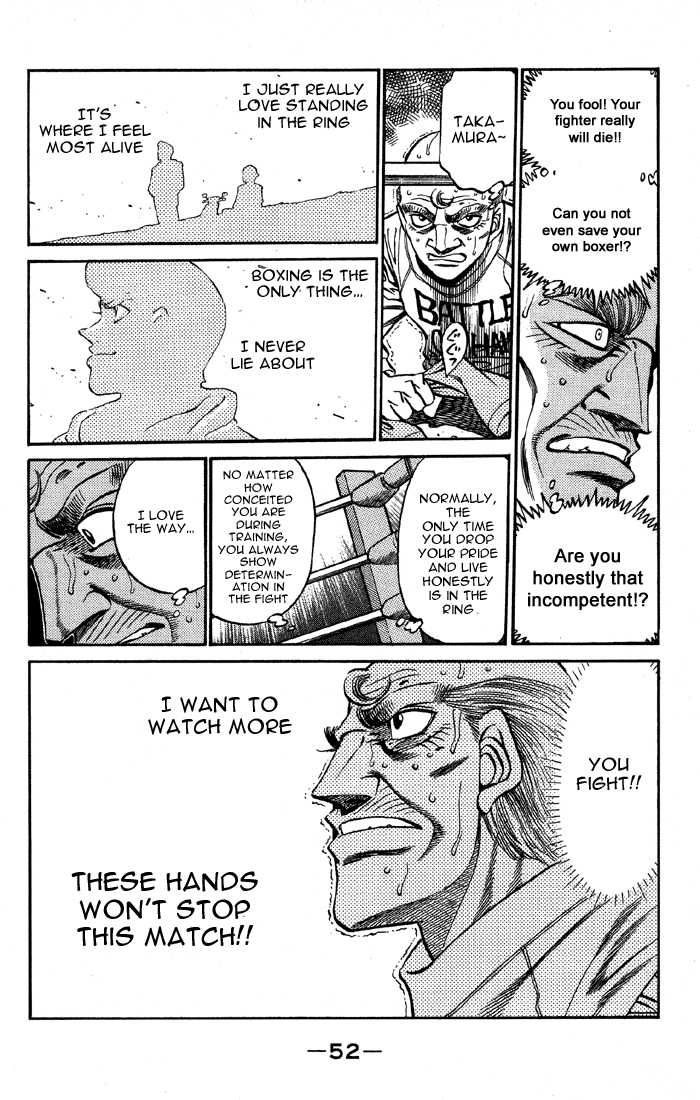 You fool! Your
fighter really
will die!!
Can you not
even save your
own boxer!?
Are you
honestly that
incompetent!?
TAKA-
MURA~
BATTLE
I JUST REALLY
LOVE STANDING
IN THE RING
IT'S
WHERE I FEEL
MOST ALIVE
BOXING IS THE
ONLY THING...
I NEVER
LIE ABOUT
NORMALLY,
THE
ONLY TIME
YOU DROP
YOUR PRIDE
AND LIVE
HONESTLY
IS IN THE
RING.
NO MATTER
HOW
CONCEITED
YOU ARE
DURING
TRAINING,
YOU ALWAYS
SHOW
DETERMIN-
ATION IN
THE FIGHT
I LOVE
THE WAY...
YOU
FIGHT!!
I WANT TO
WATCH MORE
THESE HANDS
WON'T STOP
THIS MATCH!!
—52—